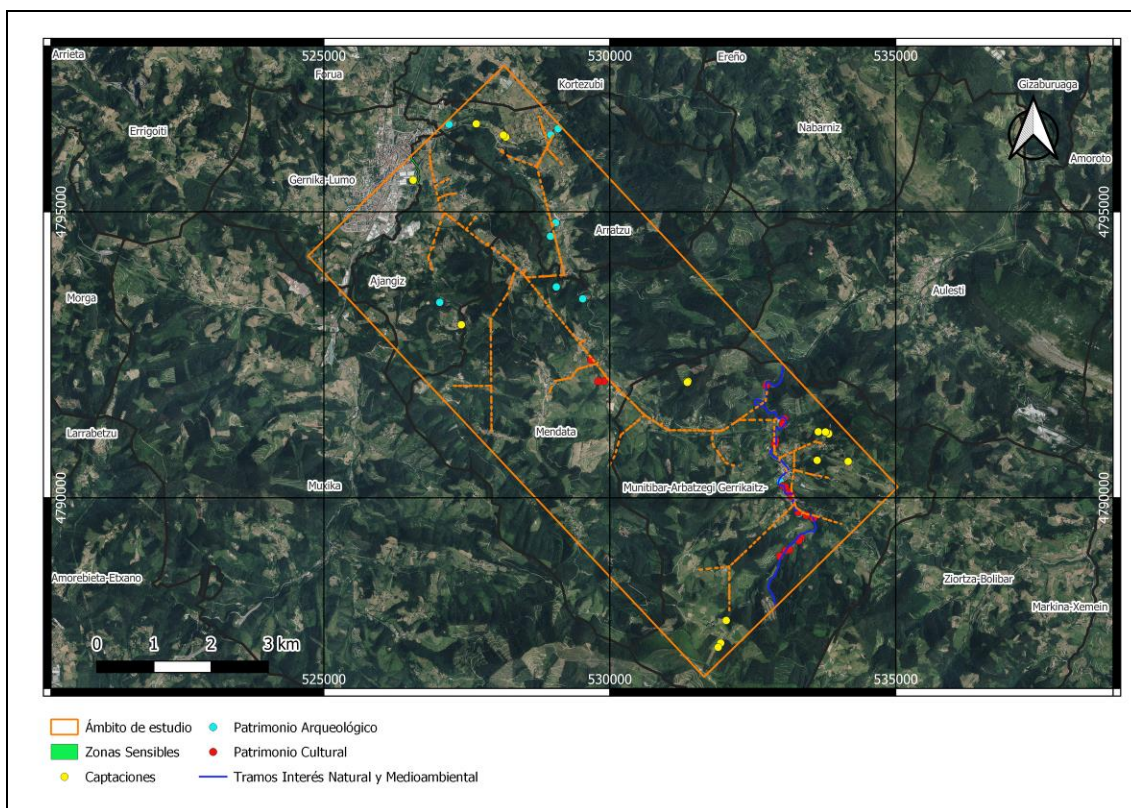 525000
530000
535000
Arrieta
Forua
Kortezubi
Ereño
Gizaburuaga
Errigoiti
Nabarniz
Amoroto
Gernika-Lumo
4795000
4795000
Arratzu
Ajangiz
Morga
Aulesti
Larrabetzu
Mendata
Muxika
Munitibar-Arbatzegi Gerrikaitz-
4790000
4790000
Amorebieta-Etxano
Ziortza-Bolibar
Markina-Xemein
0 1 2 3 km
525000
530000
535000
Ámbito de estudio
Patrimonio Arqueológico
Zonas Sensibles
Patrimonio Cultural
Captaciones
Tramos Interés Natural y Medioambiental